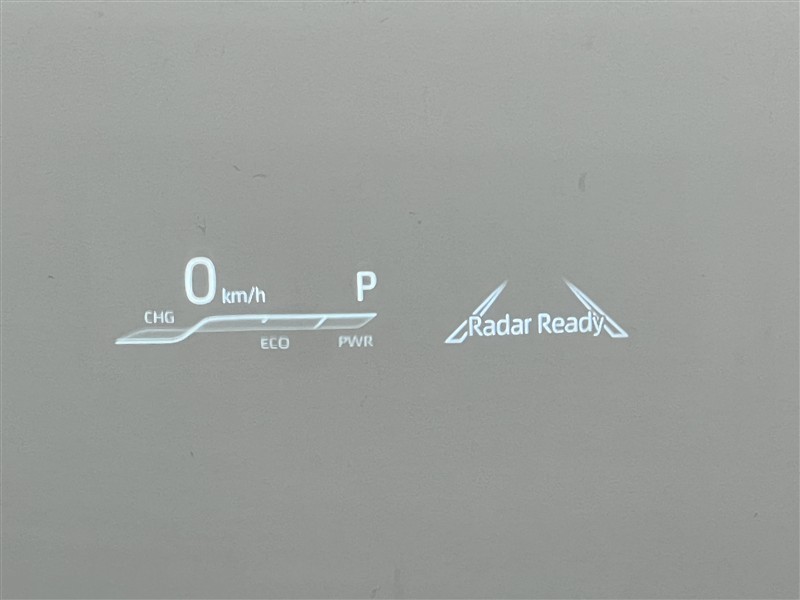 0 km/h P
CHG
ECO PWR
Radar Ready